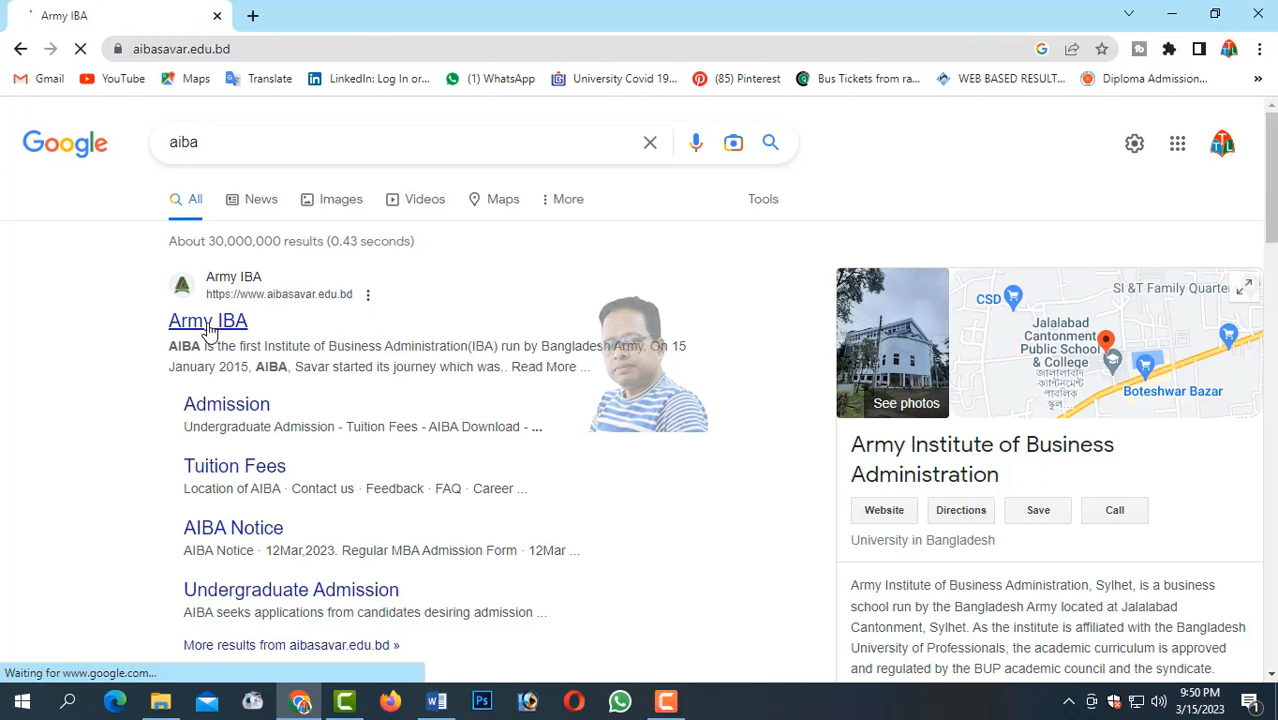 Army IBA
aibasavar.edu.bd
Gmail YouTube Maps Translate LinkedIn: Log In or... (1) WhatsApp University Covid 19... (85) Pinterest Bus Tickets from ra... WEB BASED RESULT... Diploma Admission... »
Google
aiba
All News Images Videos Maps More Tools
About 30,000,000 results (0.43 seconds)
Army IBA
https://www.aibasavar.edu.bd
Army IBA
AIBA is the first Institute of Business Administration(IBA) run by Bangladesh Army. On 15
January 2015, AIBA, Savar started its journey which was.. Read More ...
Admission
Undergraduate Admission - Tuition Fees - AIBA Download - ...
Tuition Fees
Location of AIBA · Contact us · Feedback · FAQ · Career ...
AIBA Notice
AIBA Notice · 12Mar,2023. Regular MBA Admission Form · 12Mar ...
Undergraduate Admission
AIBA seeks applications from candidates desiring admission ...
More results from aibasavar.edu.bd »
See photos
SI & T Family Quarter
CSD
Jalalabad
Cantonment
Public School
& College
জালালাবাদ
ক্যান্টনমেন্ট
পাবলিক
Boteshwar Bazar
Army Institute of Business
Administration
Website Directions Save Call
University in Bangladesh
Army Institute of Business Administration, Sylhet, is a business
school run by the Bangladesh Army located at Jalalabad
Cantonment, Sylhet. As the institute is affiliated with the Bangladesh
University of Professionals, the academic curriculum is approved
and regulated by the BUP academic council and the syndicate.
Waiting for www.google.com...
9:50 PM
3/15/2023